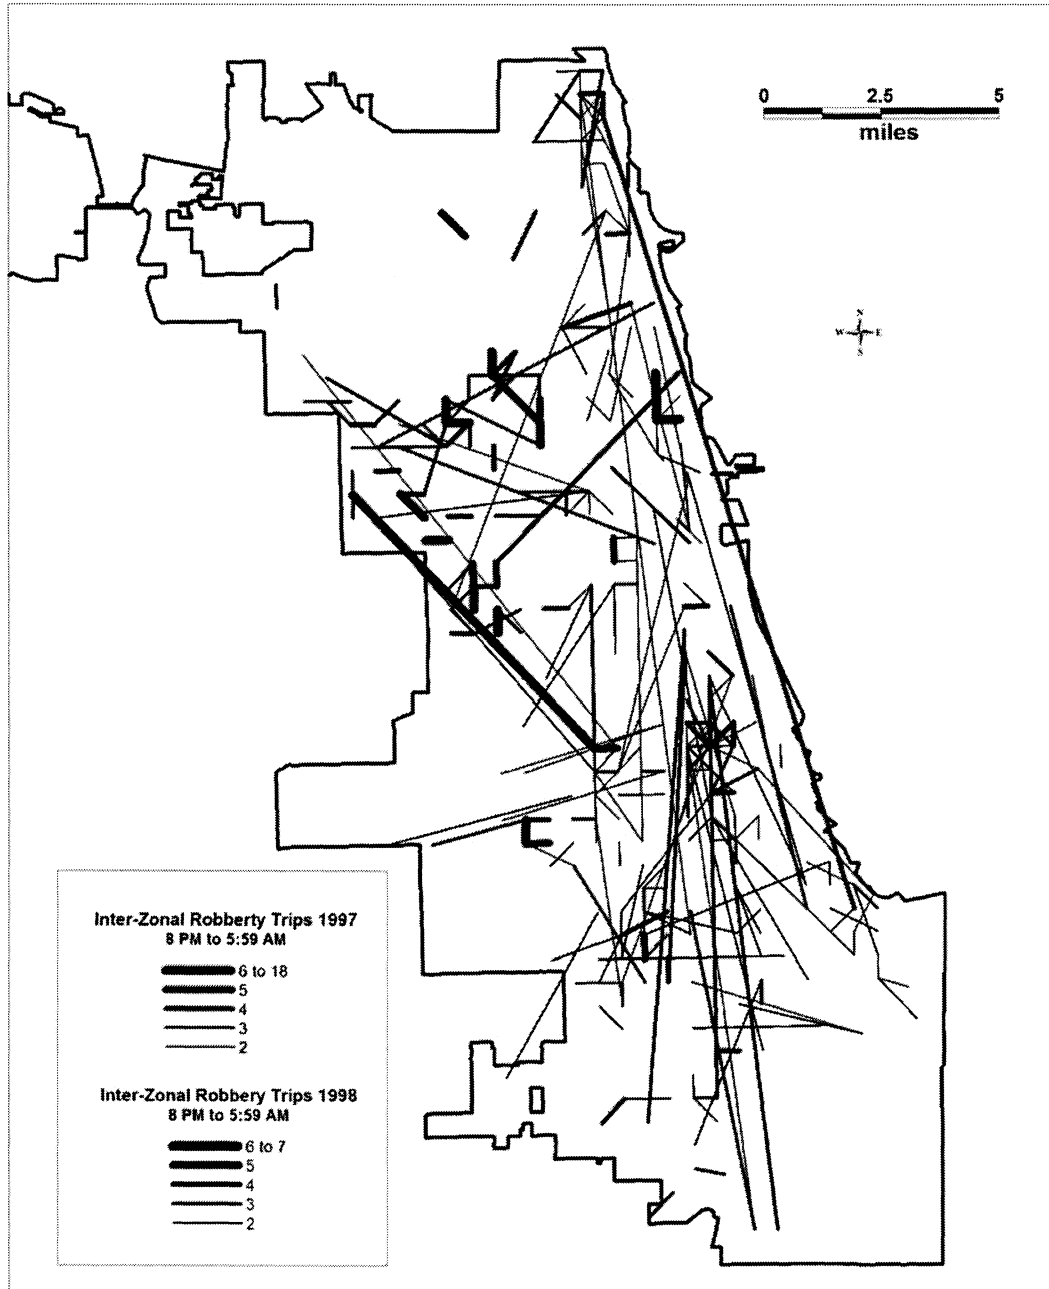 0 2.5 5
miles
N
W E
S
Inter-Zonal Robberty Trips 1997
8 PM to 5:59 AM
6 to 18
5
4
3
2
Inter-Zonal Robbery Trips 1998
8 PM to 5:59 AM
6 to 7
5
4
3
2